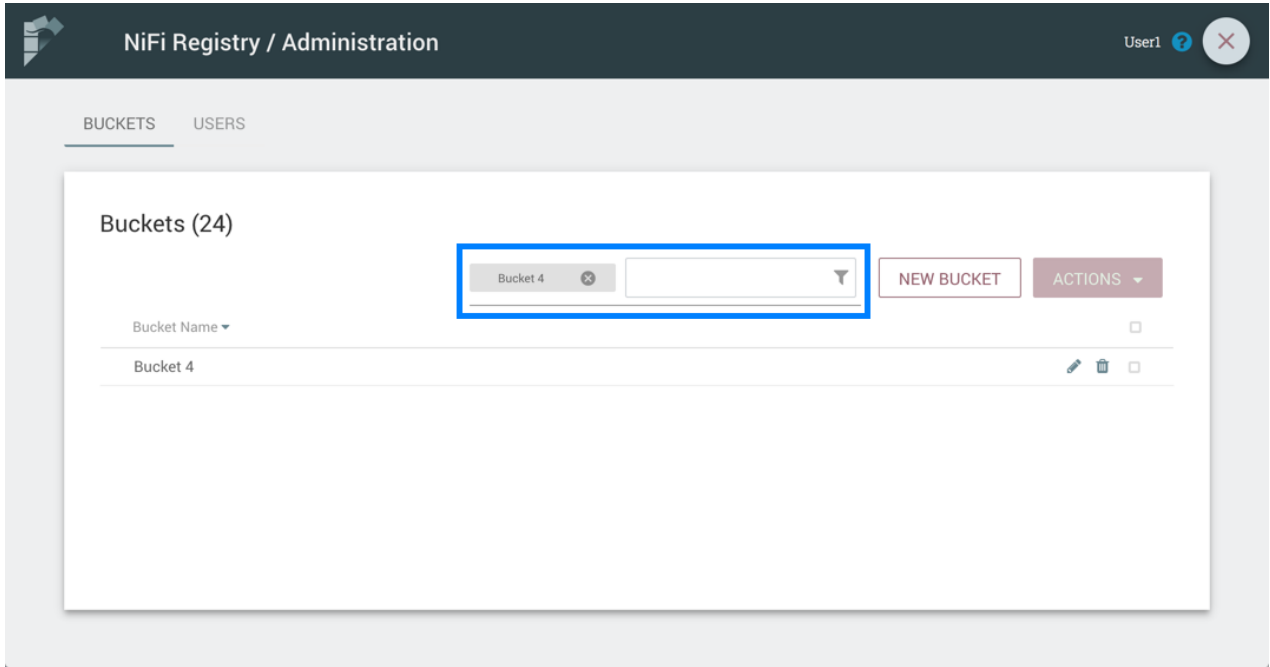 NiFi Registry / Administration
User1
BUCKETS USERS
Buckets (24)
Bucket 4 NEW BUCKET ACTIONS
Bucket Name
Bucket 4